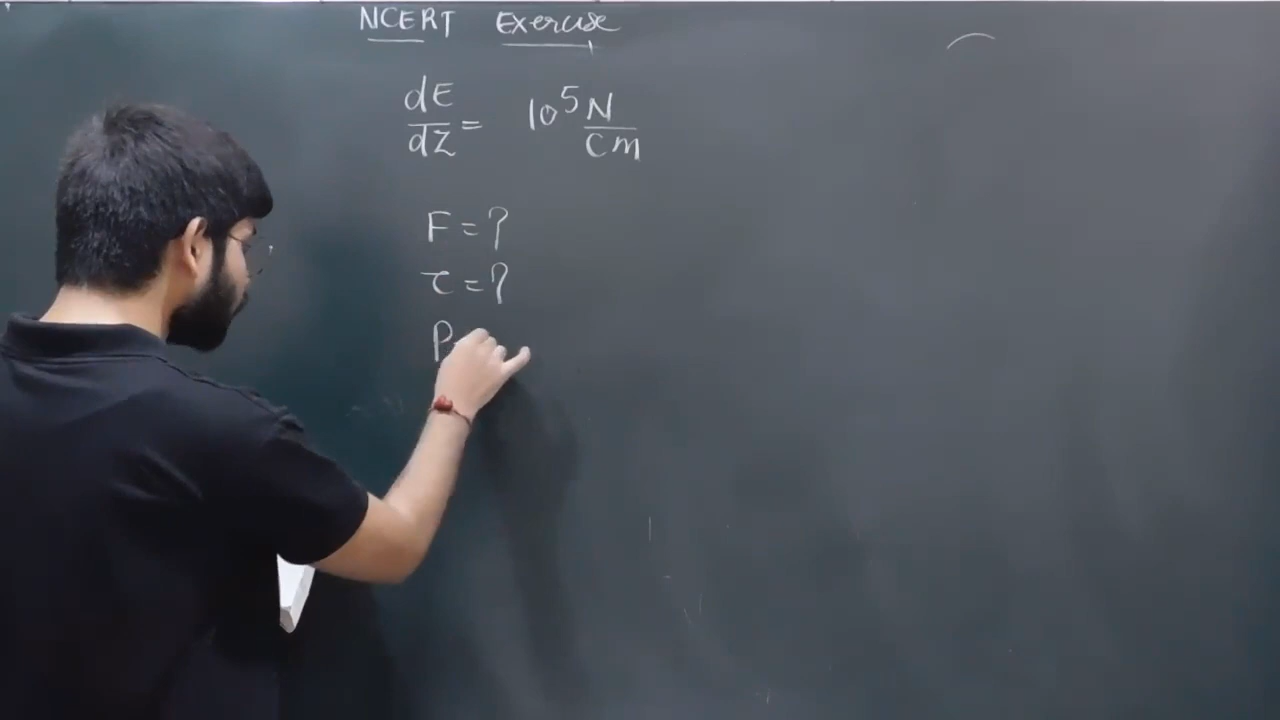 NCERT Exercise
dE/dz = 10⁵ N/cm
F = ?
τ = ?
P